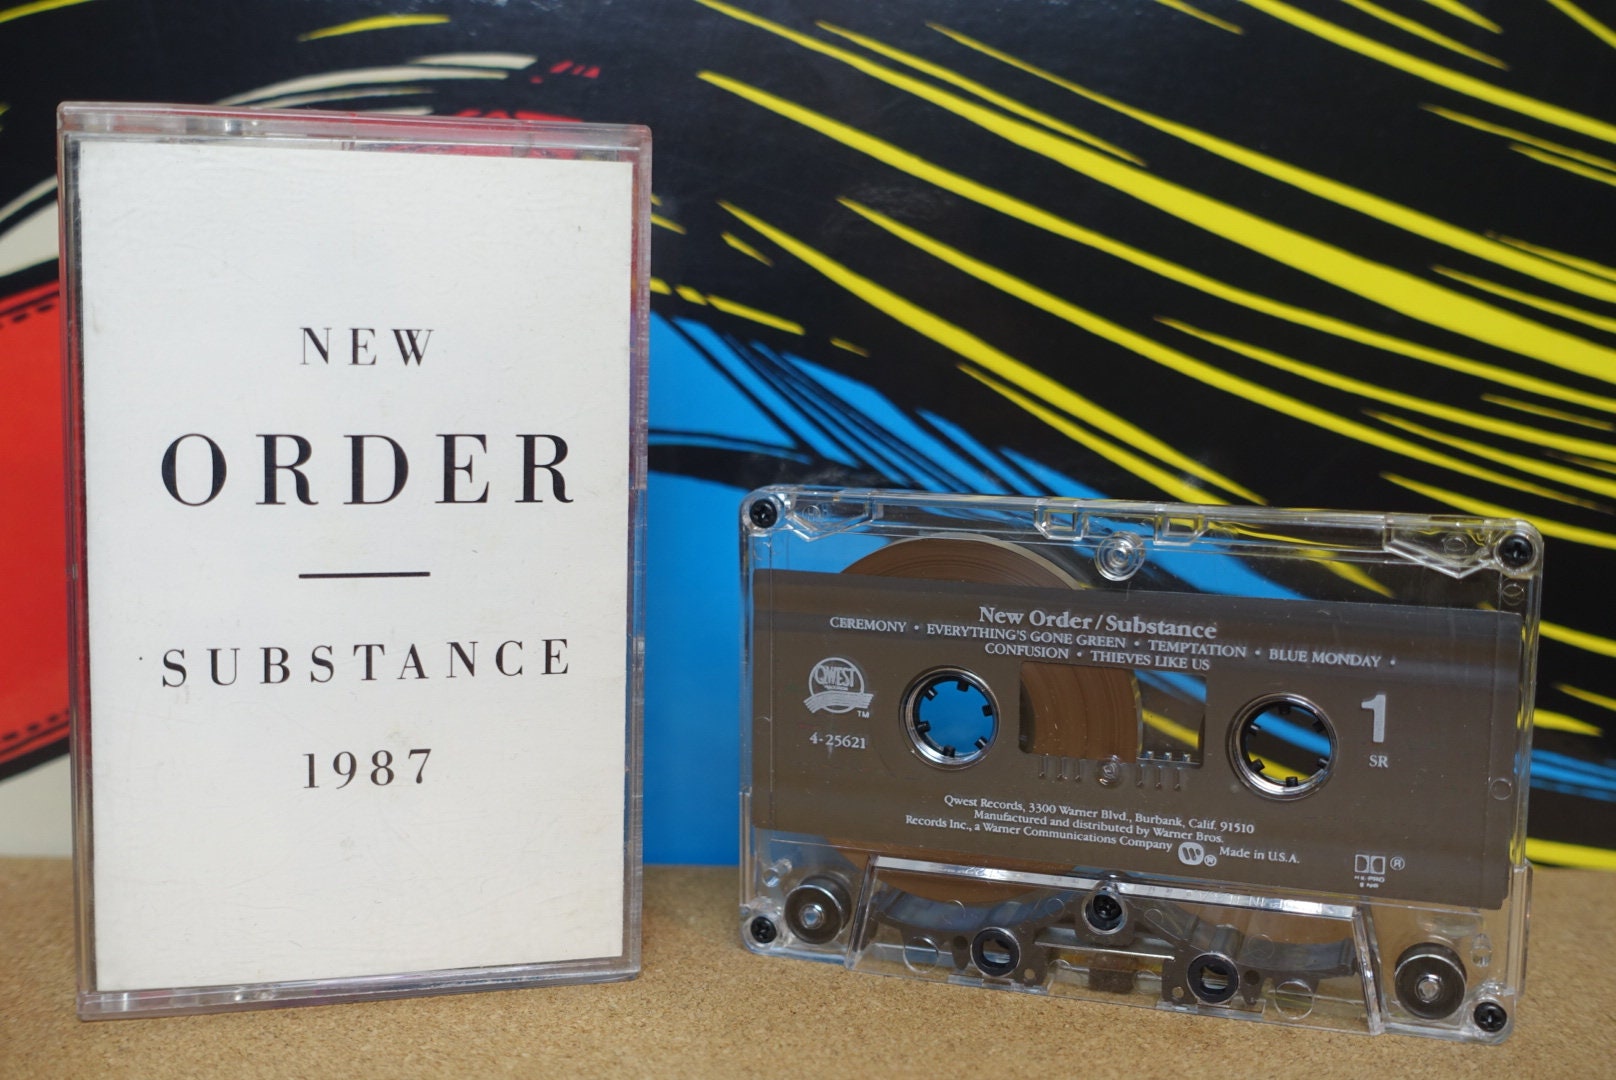 NEW
ORDER
SUBSTANCE
1987
New Order/Substance
CEREMONY • EVERYTHING'S GONE GREEN • TEMPTATION • BLUE MONDAY •
CONFUSION • THIEVES LIKE US
QWEST
TM
4-25621
1
SR
Qwest Records, 3300 Warner Blvd., Burbank, Calif. 91510
Manufactured and distributed by Warner Bros.
Records Inc., a Warner Communications Company ® Made in U.S.A.
®